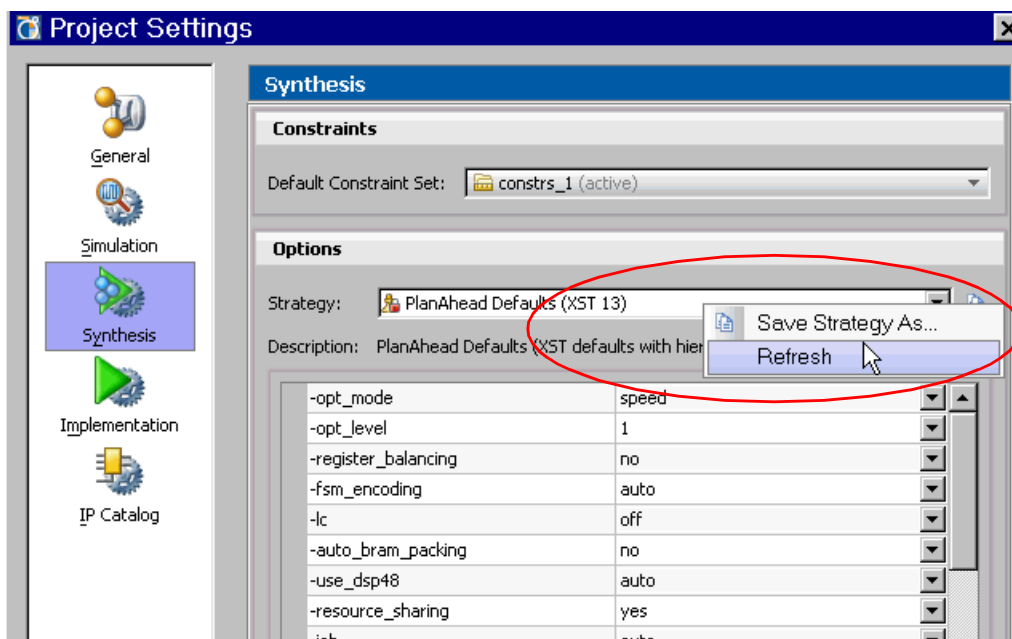 Project Settings
General
Simulation
Synthesis
Implementation
IP Catalog
Synthesis
Constraints
Default Constraint Set: constrs_1 (active)
Options
Strategy: PlanAhead Defaults (XST 13)
Save Strategy As...
Refresh
Description: PlanAhead Defaults (XST defaults with hier
-opt_mode speed
-opt_level 1
-register_balancing no
-fsm_encoding auto
-lc off
-auto_bram_packing no
-use_dsp48 auto
-resource_sharing yes